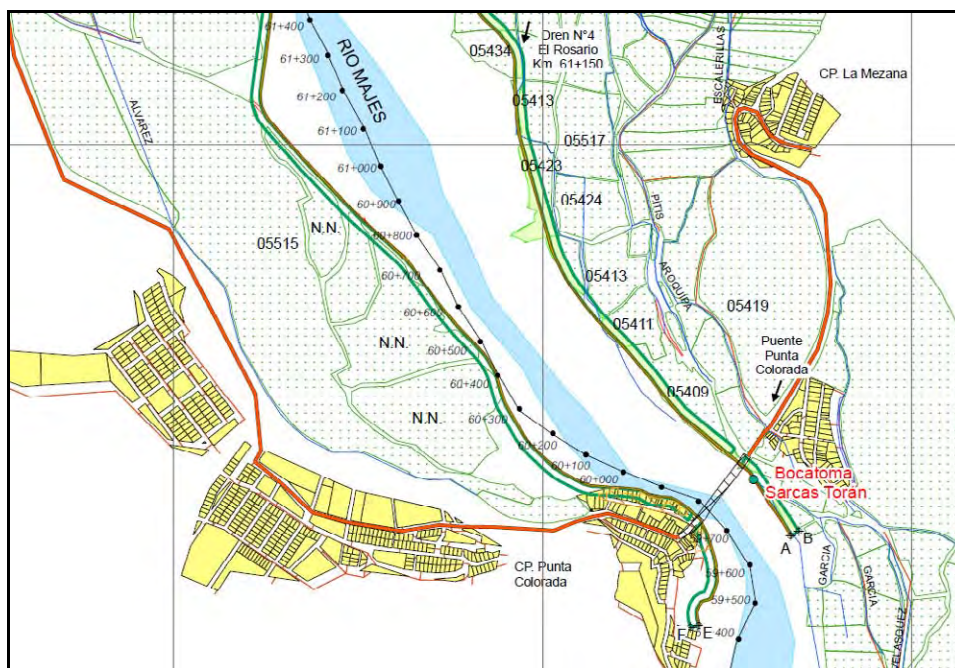 61+400
61+300
61+200
61+100
61+000
60+900
60+800
60+700
60+600
60+500
60+400
60+300
60+200
60+100
60+000
+700
59+600
59+500
400
RIO MAJES
ALVAREZ
05515
N.N.
N.N.
N.N.
05434
Dren N°4
El Rosario
Km. 61+150
05413
05517
05423
05424
05413
05411
05409
05419
PITIS
AROQUIPA
ESCALERILLAS
CP. La Mezana
Puente
Punta
Colorada
Bocatoma
Sarcas Torán
A
B
GARCIA
GARCIA
VELASQUEZ
CP. Punta
Colorada
F
E